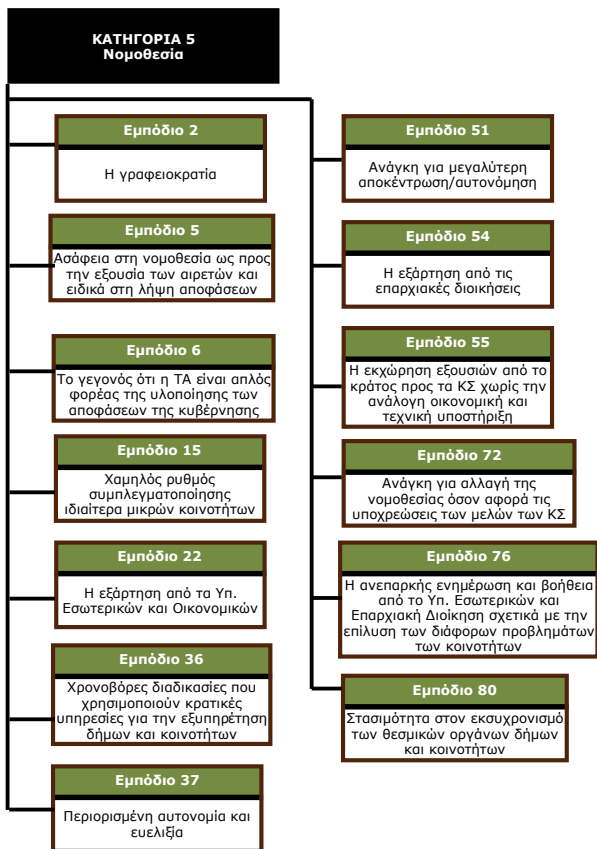 ΚΑΤΗΓΟΡΙΑ 5
Νομοθεσία
Εμπόδιο 2
Η γραφειοκρατία
Εμπόδιο 5
Ασάφεια στη νομοθεσία ως προς
την εξουσια των αιρετών και
ειδικά στη λήψη αποφάσεων
Εμπόδιο 6
Το γεγονός ότι η ΤΑ είναι απλός
φορέας της υλοποίησης των
αποφάσεων της κυβέρνησης
Εμπόδιο 15
Χαμηλός ρυθμός
συμπλεγματοποίησης
ιδιαίτερα μικρών κοινοτήτων
Εμπόδιο 22
Η εξάρτηση από τα Υπ.
Εσωτερικών και Οικονομικών
Εμπόδιο 36
Χρονοβόρες διαδικασίες που
χρησιμοποιούν κρατικές
υπηρεσίες για την εξυπηρέτηση
δήμων και κοινοτήτων
Εμπόδιο 37
Περιορισμένη αυτονομία και
ευελιξία
Εμπόδιο 51
Ανάγκη για μεγαλύτερη
αποκέντρωση/αυτονόμηση
Εμπόδιο 54
Η εξάρτηση από τις
επαρχιακές διοικήσεις
Εμπόδιο 55
Η εκχώρηση εξουσιών από το
κράτος προς τα ΚΣ χωρίς την
ανάλογη οικονομική και
τεχνική υποστήριξη
Εμπόδιο 72
Ανάγκη για αλλαγή της
νομοθεσίας όσον αφορά τις
υποχρεώσεις των μελών των ΚΣ
Εμπόδιο 76
Η ανεπαρκής ενημέρωση και βοήθεια
από το Υπ. Εσωτερικών και
Επαρχιακή Διοίκηση σχετικά με την
επίλυση των διάφορων προβλημάτων
των κοινοτήτων
Εμπόδιο 80
Στασιμότητα στον εκσυχρονισμό
των θεσμικών οργάνων δήμων
και κοινοτήτων